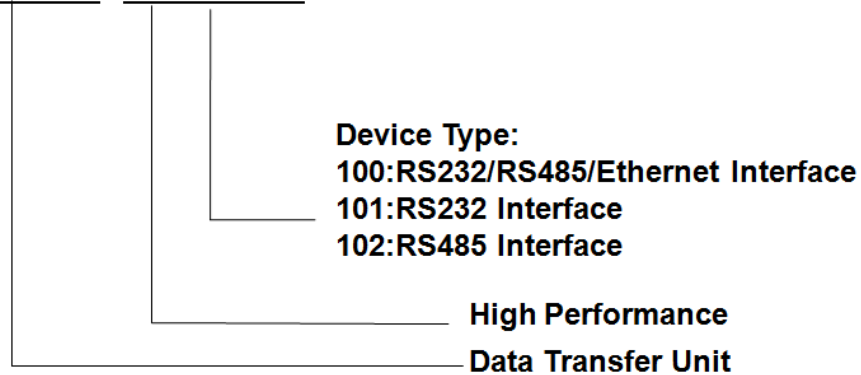 Device Type:
100:RS232/RS485/Ethernet Interface
101:RS232 Interface
102:RS485 Interface
High Performance
Data Transfer Unit